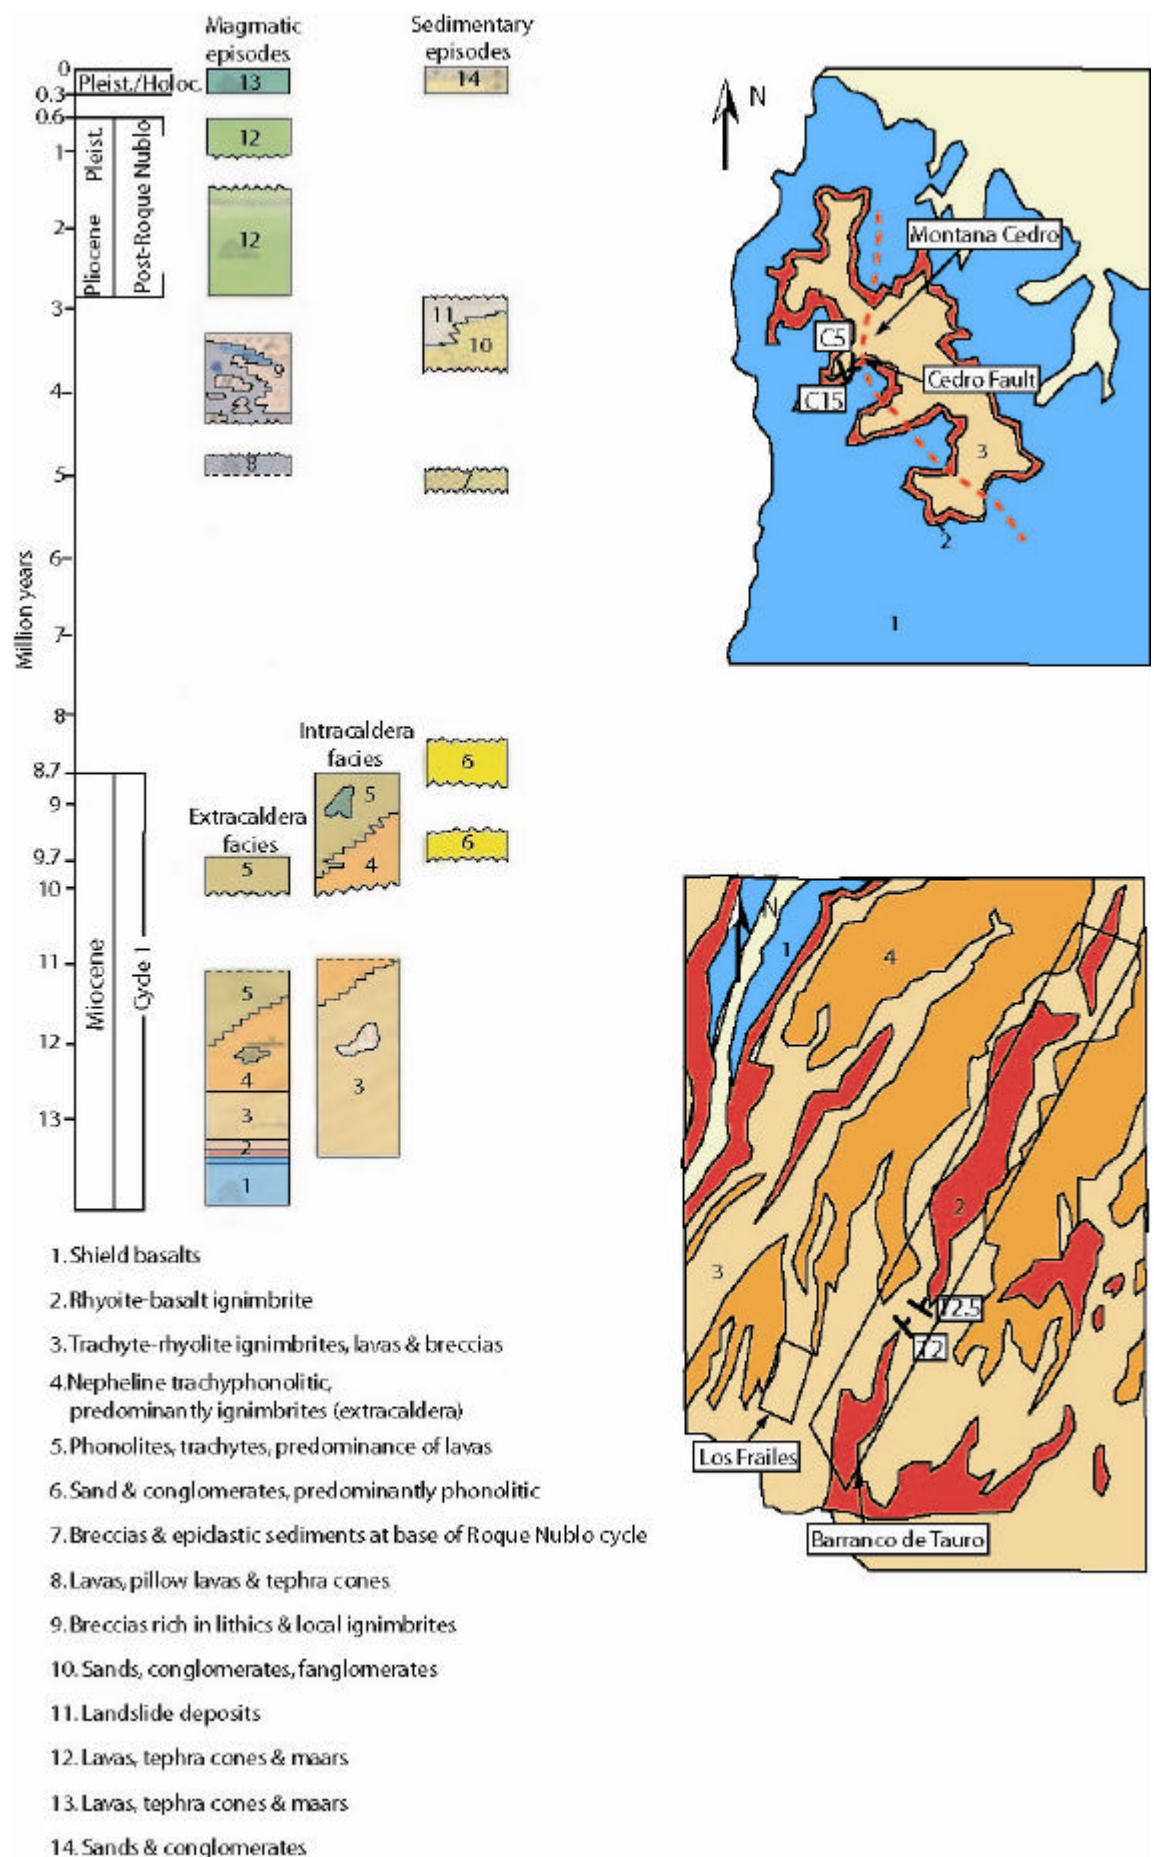 Magmatic
episodes
Sedimentary
episodes
0
Pleist./Holoc.
13
14
0.3
0.6
Pleist.
Post-Roque Nublo
12
1
Pliocene
2
12
3
11
10
9
4
8
5
6
Million years
7
8
Intracaldera
facies
6
8.7
5
9
Extracaldera
facies
6
9.7
5
4
10
11
Miocene
Cycle 1
5
12
4
3
3
13
2
1
N
Montana Cedro
C5
Cedro Fault
C15
3
2
1
N
1
4
2
3
T2.5
T2
Los Frailes
Barranco de Tauro
1. Shield basalts
2. Rhyoite-basalt ignimbrite
3. Trachyte-rhyolite ignimbrites, lavas & breccias
4.Nepheline trachyphonolitic,
predominantly ignimbrites (extracaldera)
5. Phonolites, trachytes, predominance of lavas
6. Sand & conglomerates, predominantly phonolitic
7. Breccias & epiclastic sediments at base of Roque Nublo cycle
8. Lavas, pillow lavas & tephra cones
9. Breccias rich in lithics & local ignimbrites
10. Sands, conglomerates, fanglomerates
11. Landslide deposits
12. Lavas, tephra cones & maars
13. Lavas, tephra cones & maars
14. Sands & conglomerates